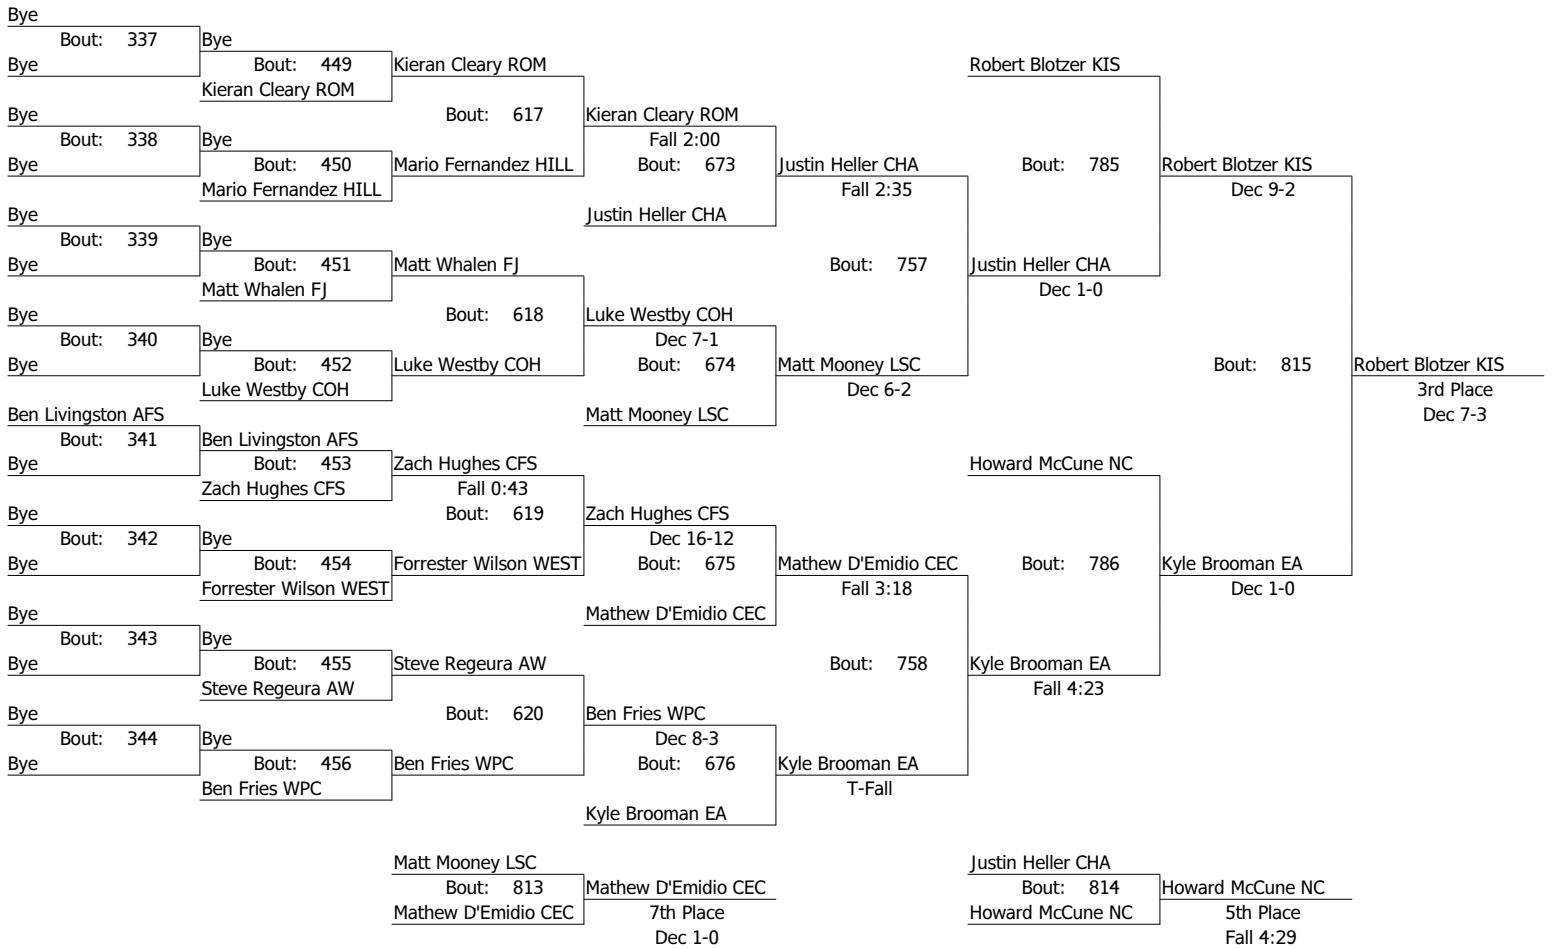 Bye
Bout: 337 Bye
Bye Bout: 449 Kieran Cleary ROM Robert Blotzer KIS
Kieran Cleary ROM
Bye Bout: 617 Kieran Cleary ROM
Bout: 338 Bye Fall 2:00
Bye Bout: 450 Mario Fernandez HILL Bout: 673 Justin Heller CHA Bout: 785 Robert Blotzer KIS
Mario Fernandez HILL Fall 2:35 Dec 9-2
Bye Justin Heller CHA
Bout: 339 Bye
Bye Bout: 451 Matt Whalen FJ Bout: 757 Justin Heller CHA
Matt Whalen FJ Dec 1-0
Bye Bout: 618 Luke Westby COH
Bout: 340 Bye Dec 7-1
Bye Bout: 452 Luke Westby COH Bout: 674 Matt Mooney LSC Bout: 815 Robert Blotzer KIS
Luke Westby COH Dec 6-2 3rd Place
Ben Livingston AFS Matt Mooney LSC Dec 7-3
Bout: 341 Ben Livingston AFS
Bye Bout: 453 Zach Hughes CFS Howard McCune NC
Zach Hughes CFS Fall 0:43
Bye Bout: 619 Zach Hughes CFS
Bout: 342 Bye Dec 16-12
Bye Bout: 454 Forrester Wilson WEST Bout: 675 Mathew D'Emidio CEC Bout: 786 Kyle Brooman EA
Forrester Wilson WEST Fall 3:18 Dec 1-0
Bye Mathew D'Emidio CEC
Bout: 343 Bye
Bye Bout: 455 Steve Regeura AW Bout: 758 Kyle Brooman EA
Steve Regeura AW Fall 4:23
Bye Bout: 620 Ben Fries WPC
Bout: 344 Bye Dec 8-3
Bye Bout: 456 Ben Fries WPC Bout: 676 Kyle Brooman EA
Ben Fries WPC T-Fall
Kyle Brooman EA
Matt Mooney LSC Justin Heller CHA
Bout: 813 Mathew D'Emidio CEC Bout: 814 Howard McCune NC
Mathew D'Emidio CEC 7th Place Howard McCune NC 5th Place
Dec 1-0 Fall 4:29